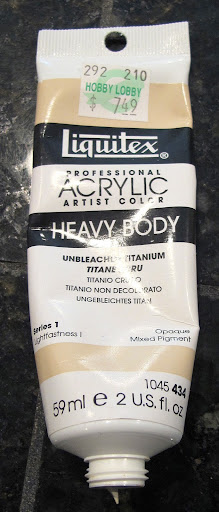 292 210
HOBBY LOBBY
$ 7.49
Liquitex®
PROFESSIONAL
ACRYLIC
ARTIST COLOR
HEAVY BODY
UNBLEACHED TITANIUM
TITANE ÉCRU
TITANIO CRUDO
TITANIO NON DECOLORATO
UNGEBLEICHTES TITAN
Series 1
Lightfastness I
Opaque
Mixed Pigment
1045 434
59 ml e 2 U.S. fl. oz